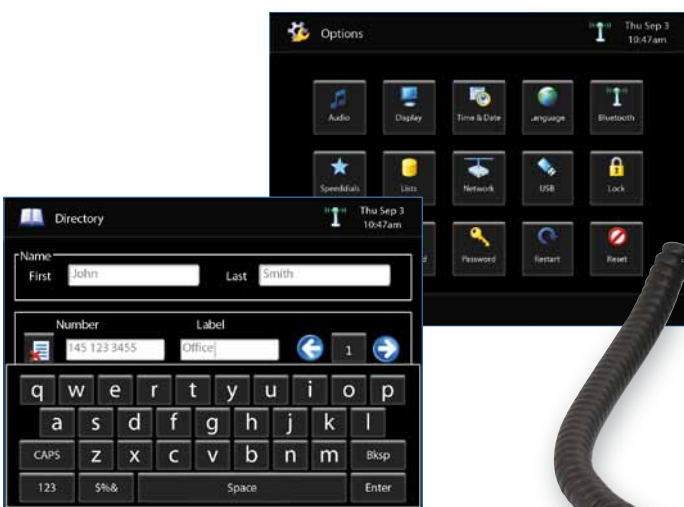 Options
Thu Sep 3
10:47am
Audio
Display
Time & Date
Language
Bluetooth
Speeddials
Lists
Network
USB
Lock
Password
Restart
Reset
Directory
Thu Sep 3
10:47am
Name
First
John
Last
Smith
Number
Label
145 123 3455
Office
1
q w e r t y u i o p
a s d f g h j k l
CAPS z x c v b n m Bksp
123 $%& Space Enter